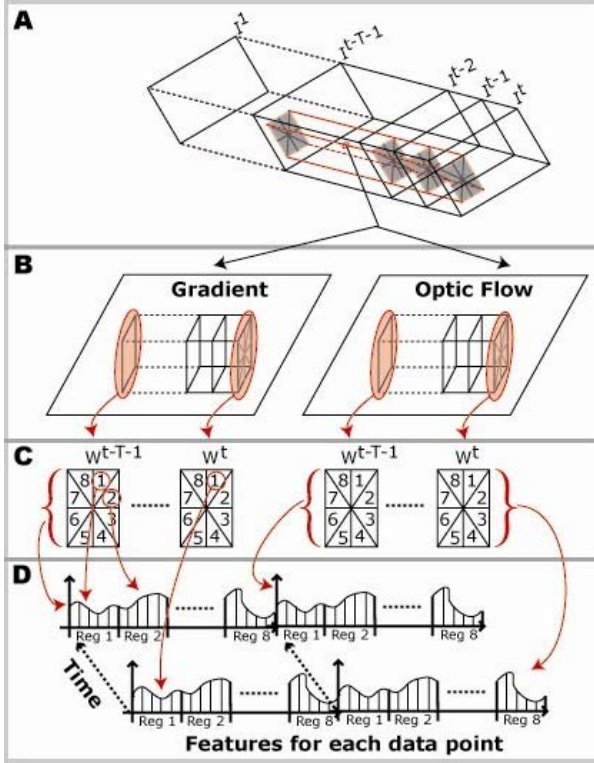 A
I^1
I^t-T-1
I^t-2
I^t-1
I^t
B
Gradient
Optic Flow
C
W^t-T-1
W^t
W^t-T-1
W^t
8 1
7 2
6 3
5 4
8 1
7 2
6 3
5 4
8 1
7 2
6 3
5 4
8 1
7 2
6 3
5 4
D
Reg 1 Reg 2 Reg 8 Reg 1 Reg 2 Reg 8
Time
Reg 1 Reg 2 Reg 8 Reg 1 Reg 2 Reg 8
Features for each data point